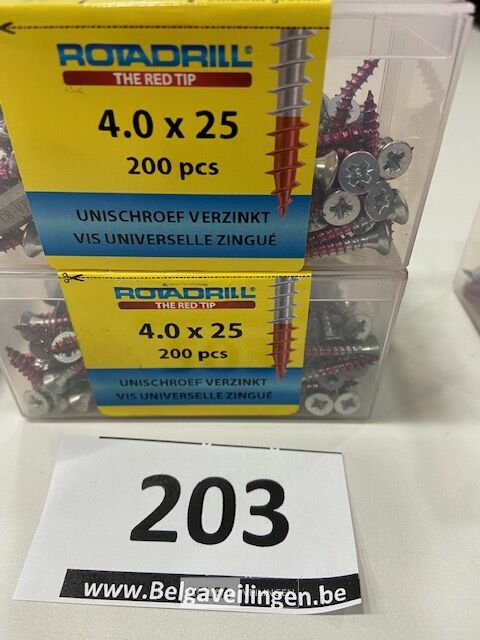 ROTADRILL®
THE RED TIP
4.0 x 25
200 pcs
UNISCHROEF VERZINKT
VIS UNIVERSELLE ZINGUÉ
ROTADRILL®
THE RED TIP
4.0 x 25
200 pcs
UNISCHROEF VERZINKT
VIS UNIVERSELLE ZINGUÉ
203
www.Belgaveilingen.be